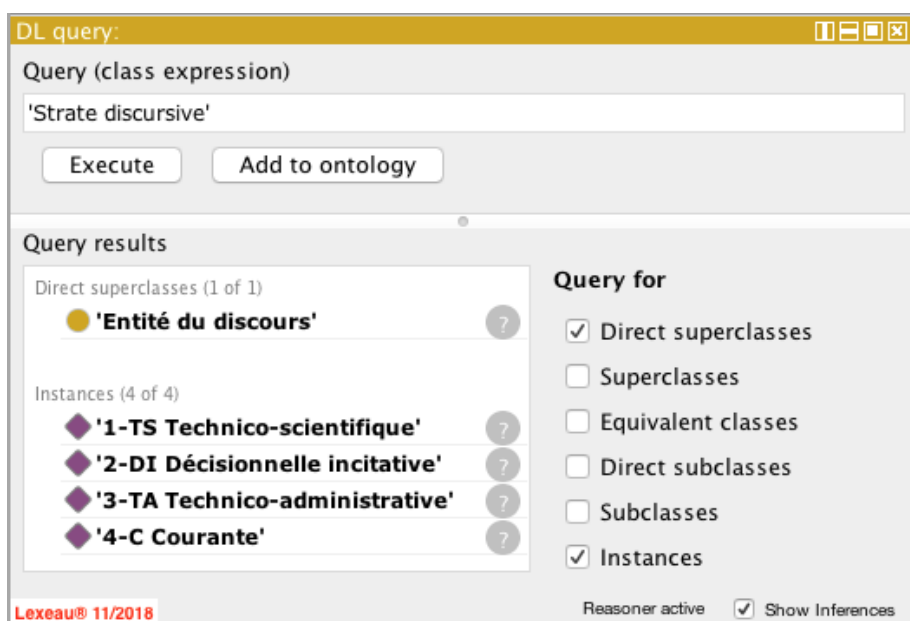 DL query:
Query (class expression)
'Strate discursive'
Execute
Add to ontology
Query results
Direct superclasses (1 of 1)
'Entité du discours'
?
Instances (4 of 4)
'1-TS Technico-scientifique'
?
'2-DI Décisionnelle incitative'
?
'3-TA Technico-administrative'
?
'4-C Courante'
?
Query for
Direct superclasses
Superclasses
Equivalent classes
Direct subclasses
Subclasses
Instances
Lexeau® 11/2018
Reasoner active
Show Inferences